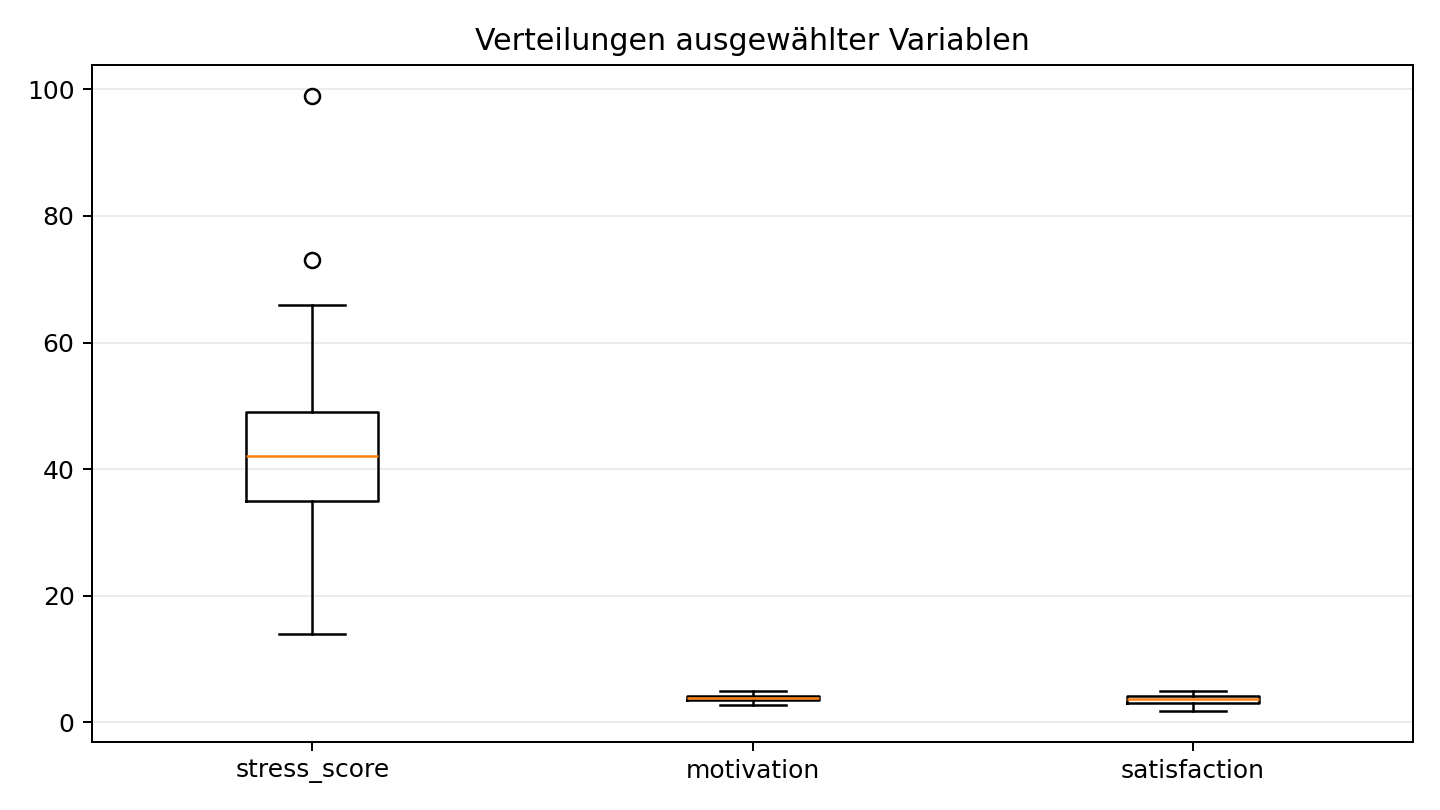 Verteilungen ausgewählter Variablen
100
80
60
40
20
0
stress_score
motivation
satisfaction